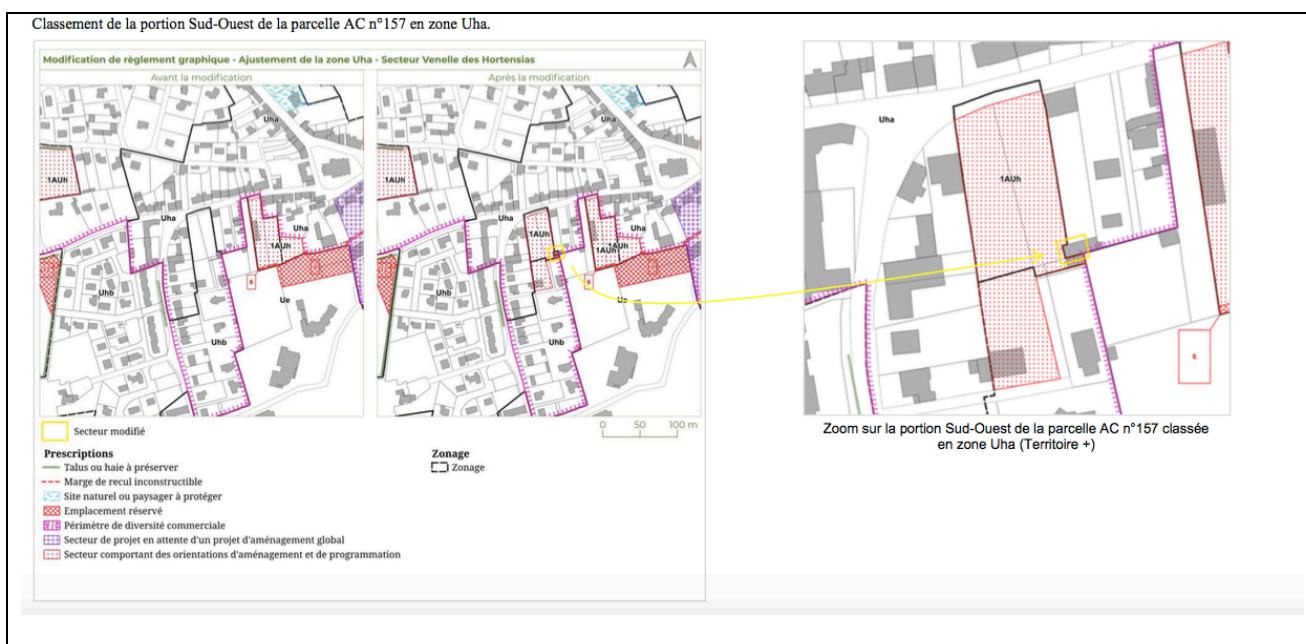 Classement de la portion Sud-Ouest de la parcelle AC n°157 en zone Uha.
Modification de règlement graphique - Ajustement de la zone Uha - Secteur Venelle des Hortensias
Avant la modification
Après la modification
Uha
1AUh
Uha
Uha
1AUh
Uhb
6
Ue
Uhb
Uha
1AUh
Uha
1AUh
Uha
1AUh
1AUh
Uhb
6
Ue
Uhb
Uha
1AUh
6
Secteur modifié
0 50 100 m
Prescriptions
Talus ou haie à préserver
Marge de recul inconstructible
Site naturel ou paysager à protéger
Emplacement réservé
Périmètre de diversité commerciale
Secteur de projet en attente d'un projet d'aménagement global
Secteur comportant des orientations d'aménagement et de programmation
Zonage
Zonage
Zoom sur la portion Sud-Ouest de la parcelle AC n°157 classée
en zone Uha (Territoire +)